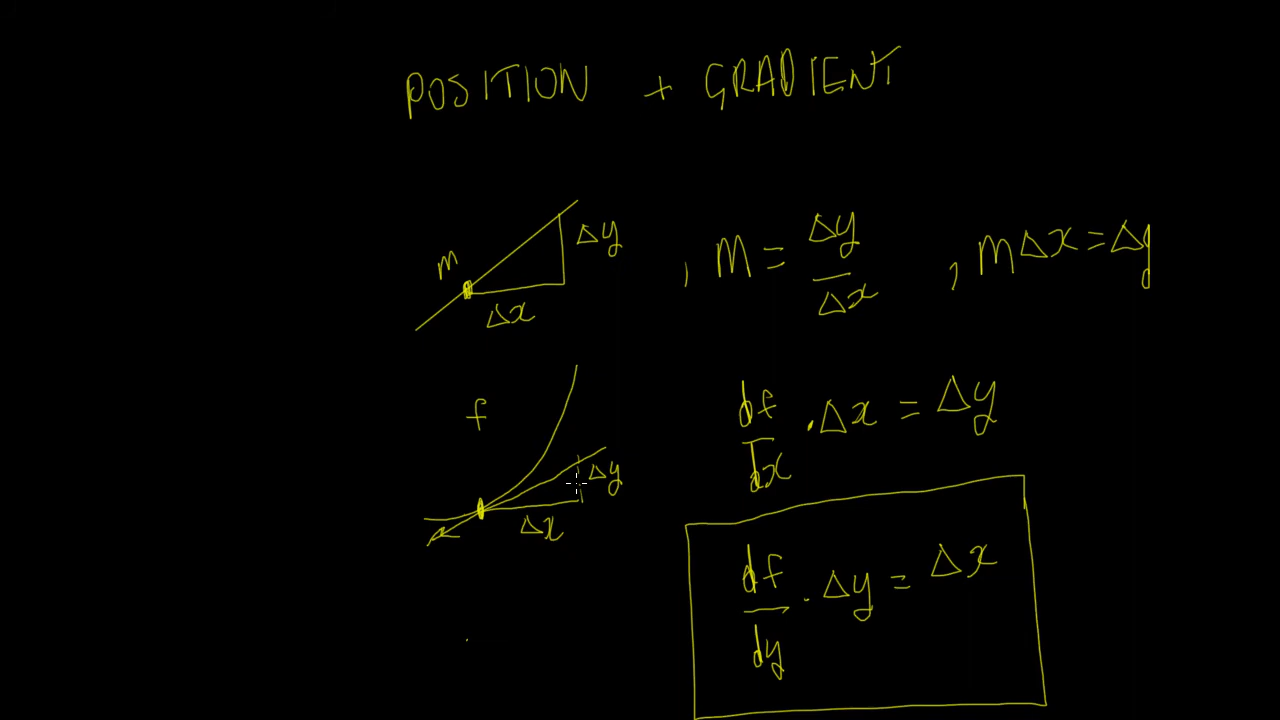 POSITION + GRADIENT
m Δy Δx
, m = Δy/Δx , mΔx = Δy
f Δy Δx
df/dx . Δx = Δy
df/dy . Δy = Δx